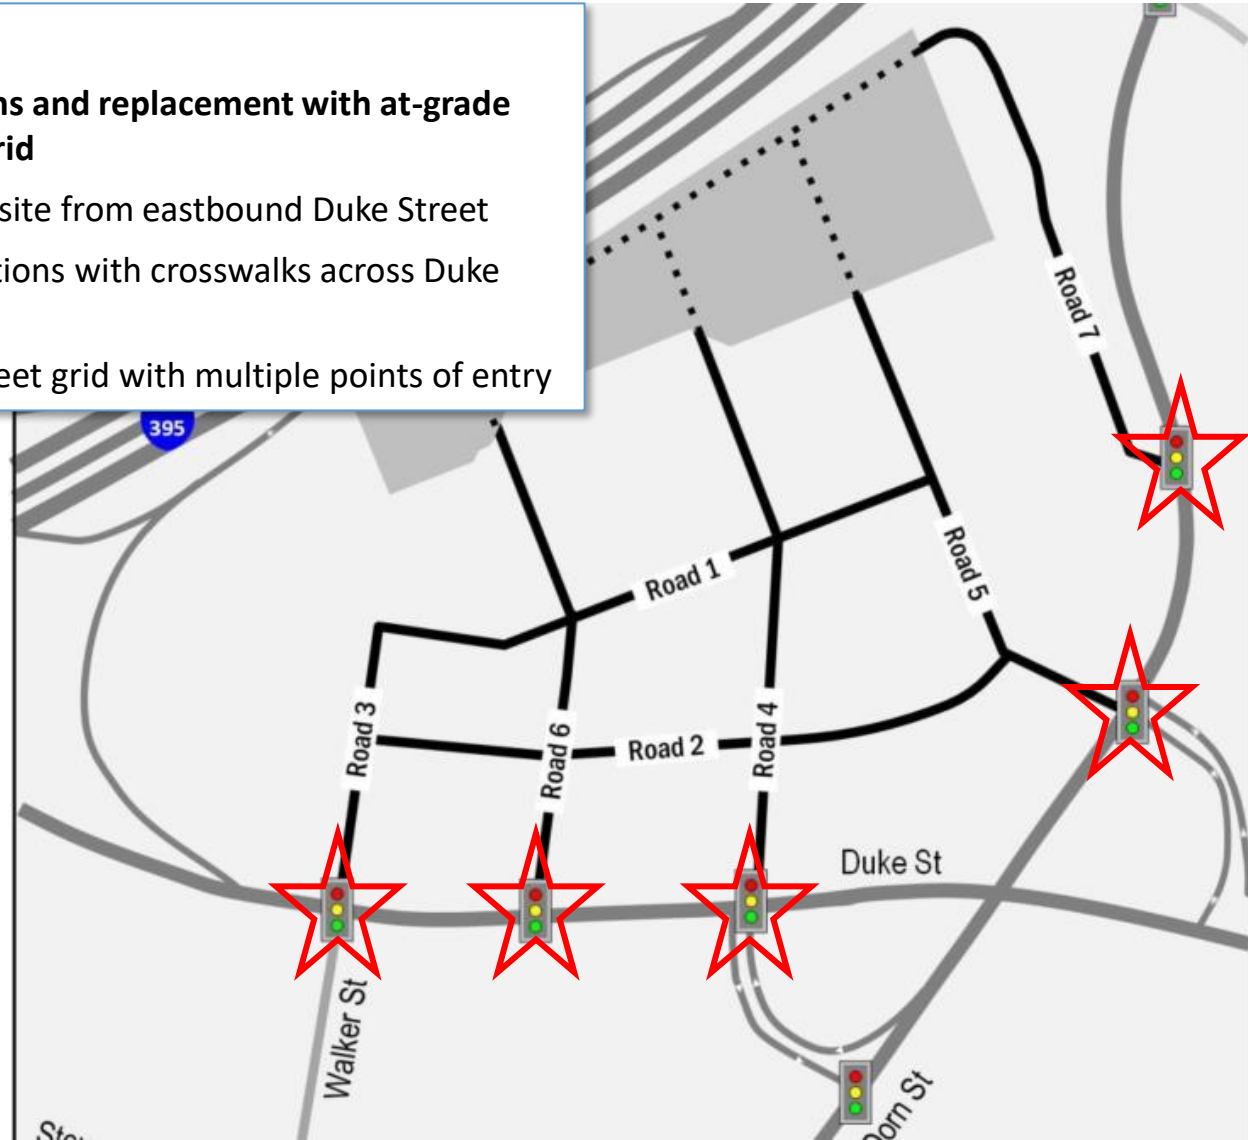 ns and replacement with at-grade
rid
site from eastbound Duke Street
tions with crosswalks across Duke
eet grid with multiple points of entry
395
Road 7
Road 5
Road 1
Road 3
Road 6
Road 2
Road 4
Duke St
Walker St
Dorn St